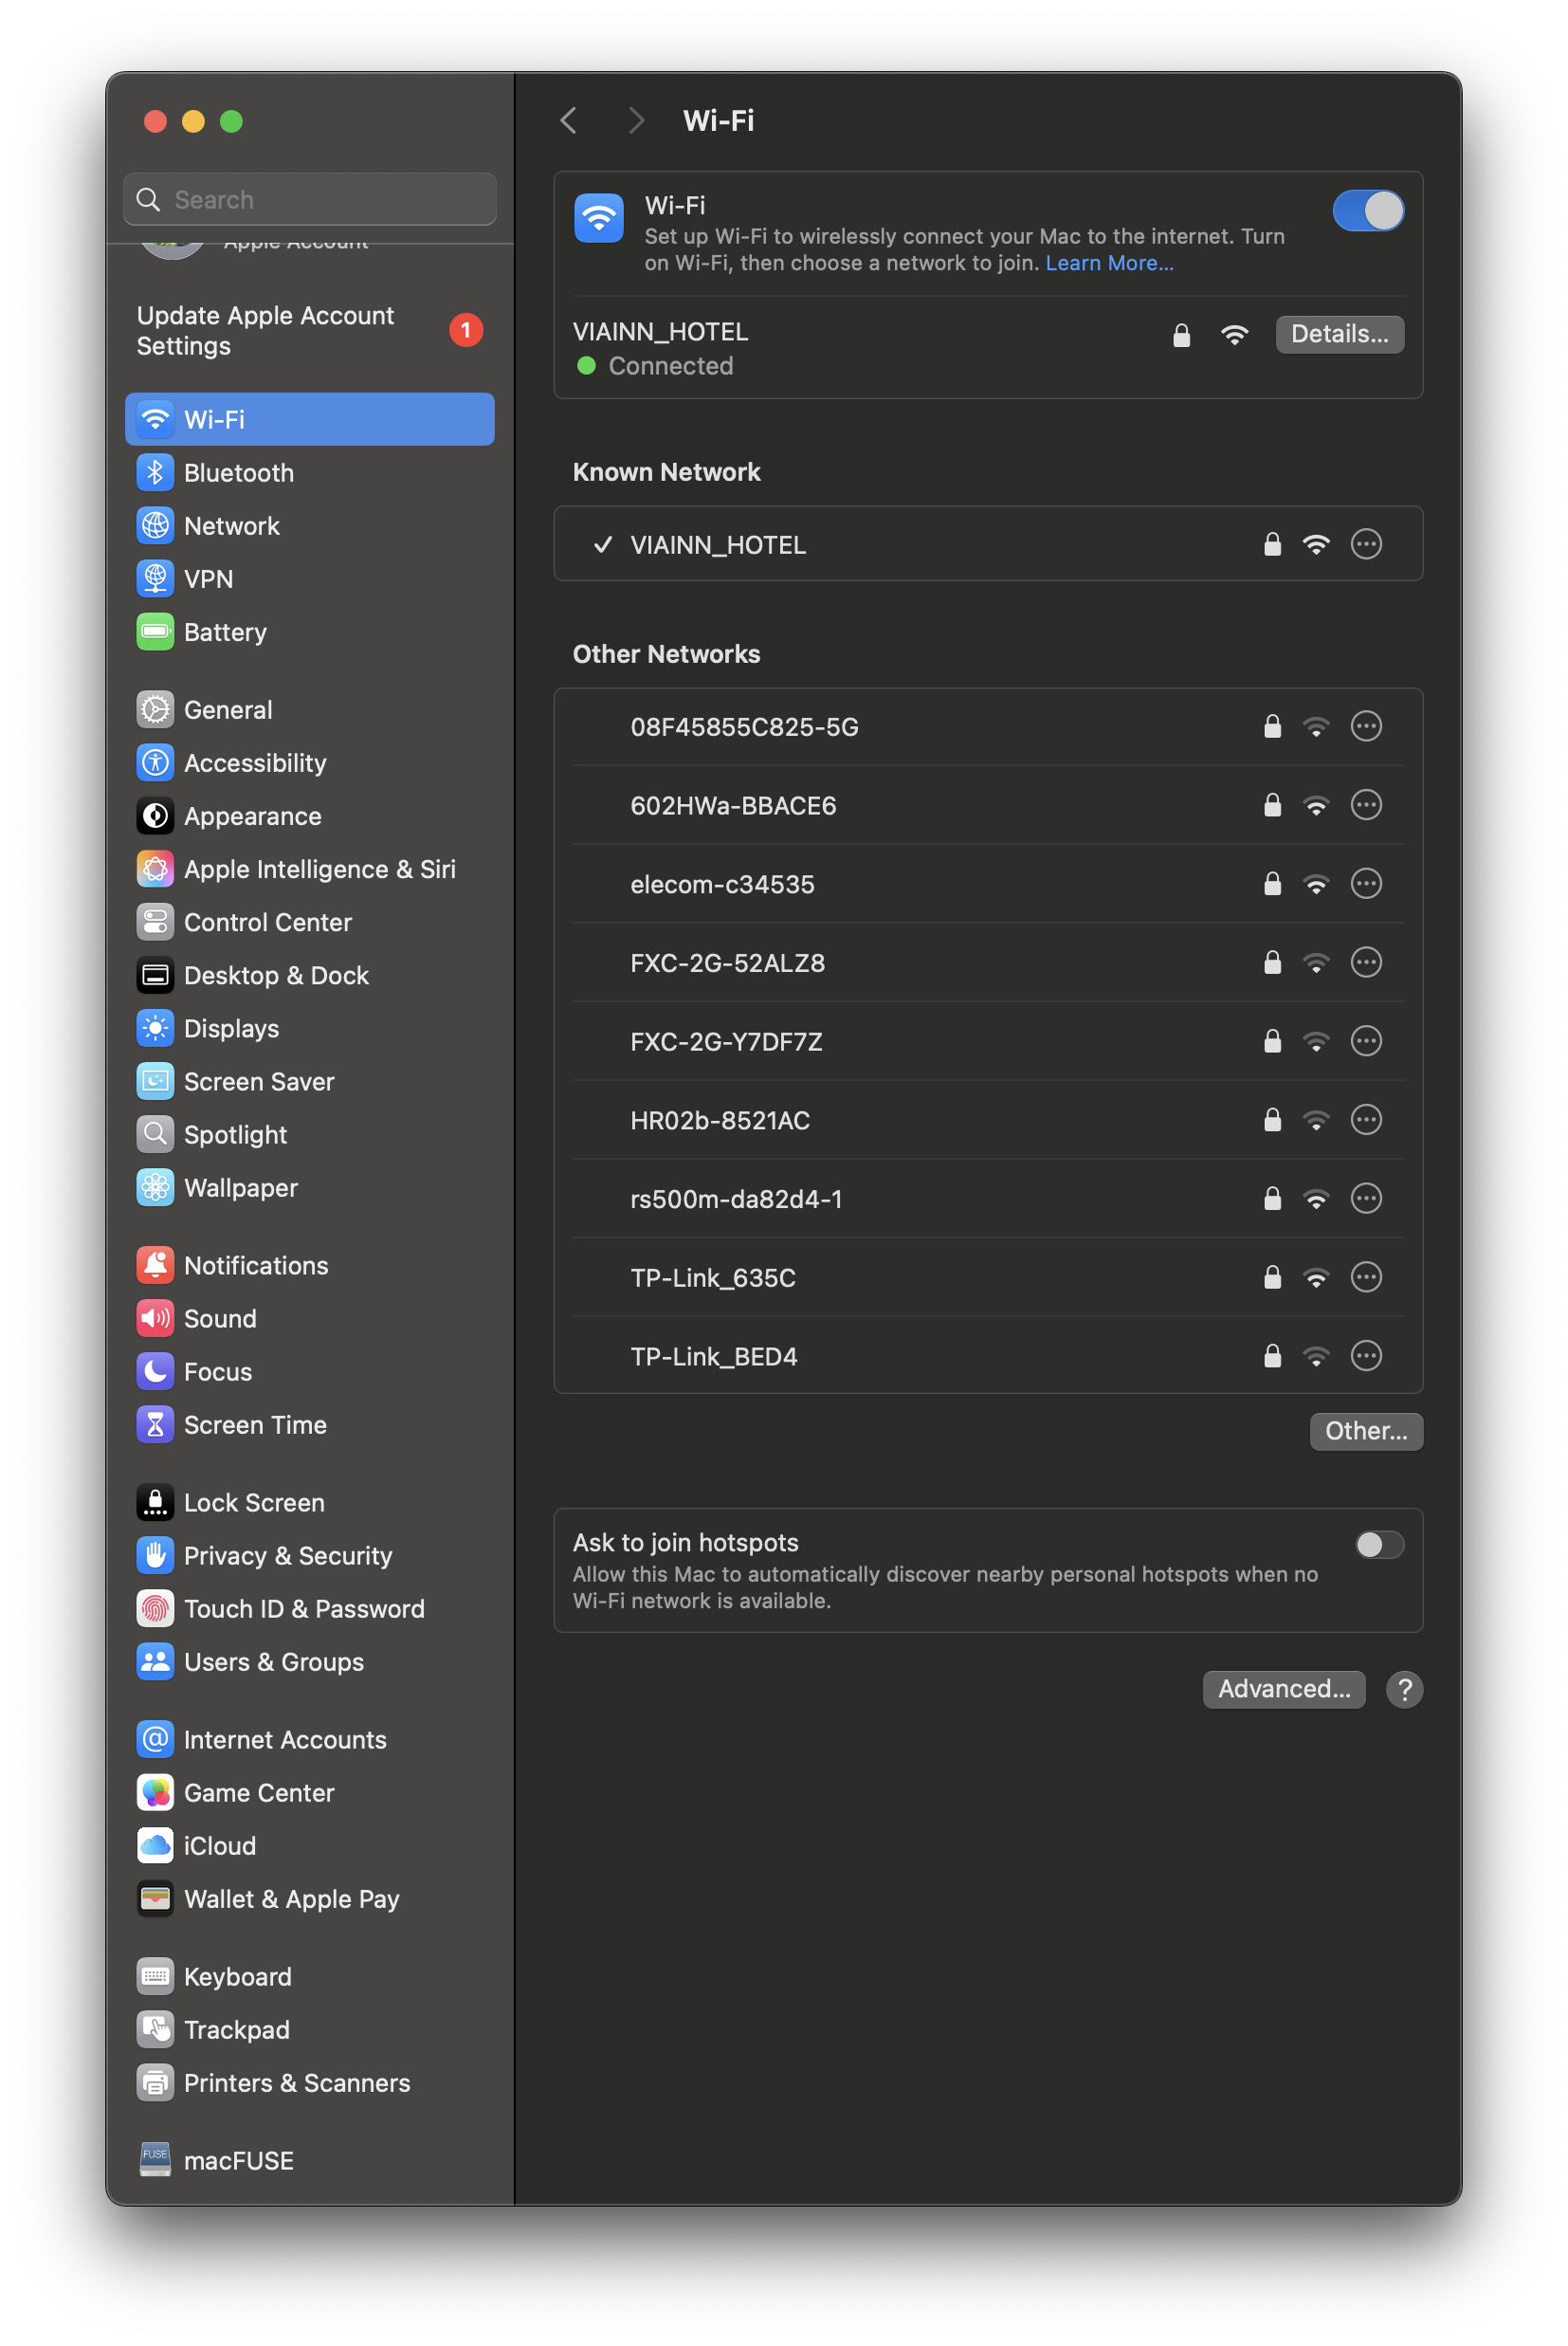 Search
Apple Account
Update Apple Account
Settings
1
Wi-Fi
Bluetooth
Network
VPN
Battery
General
Accessibility
Appearance
Apple Intelligence & Siri
Control Center
Desktop & Dock
Displays
Screen Saver
Spotlight
Wallpaper
Notifications
Sound
Focus
Screen Time
Lock Screen
Privacy & Security
Touch ID & Password
Users & Groups
Internet Accounts
Game Center
iCloud
Wallet & Apple Pay
Keyboard
Trackpad
Printers & Scanners
FUSE
macFUSE
Wi-Fi
Wi-Fi
Set up Wi-Fi to wirelessly connect your Mac to the internet. Turn
on Wi-Fi, then choose a network to join. Learn More...
VIAINN_HOTEL
Details...
Connected
Known Network
✓ VIAINN_HOTEL
Other Networks
08F45855C825-5G
602HWa-BBACE6
elecom-c34535
FXC-2G-52ALZ8
FXC-2G-Y7DF7Z
HR02b-8521AC
rs500m-da82d4-1
TP-Link_635C
TP-Link_BED4
Other...
Ask to join hotspots
Allow this Mac to automatically discover nearby personal hotspots when no
Wi-Fi network is available.
Advanced...
?